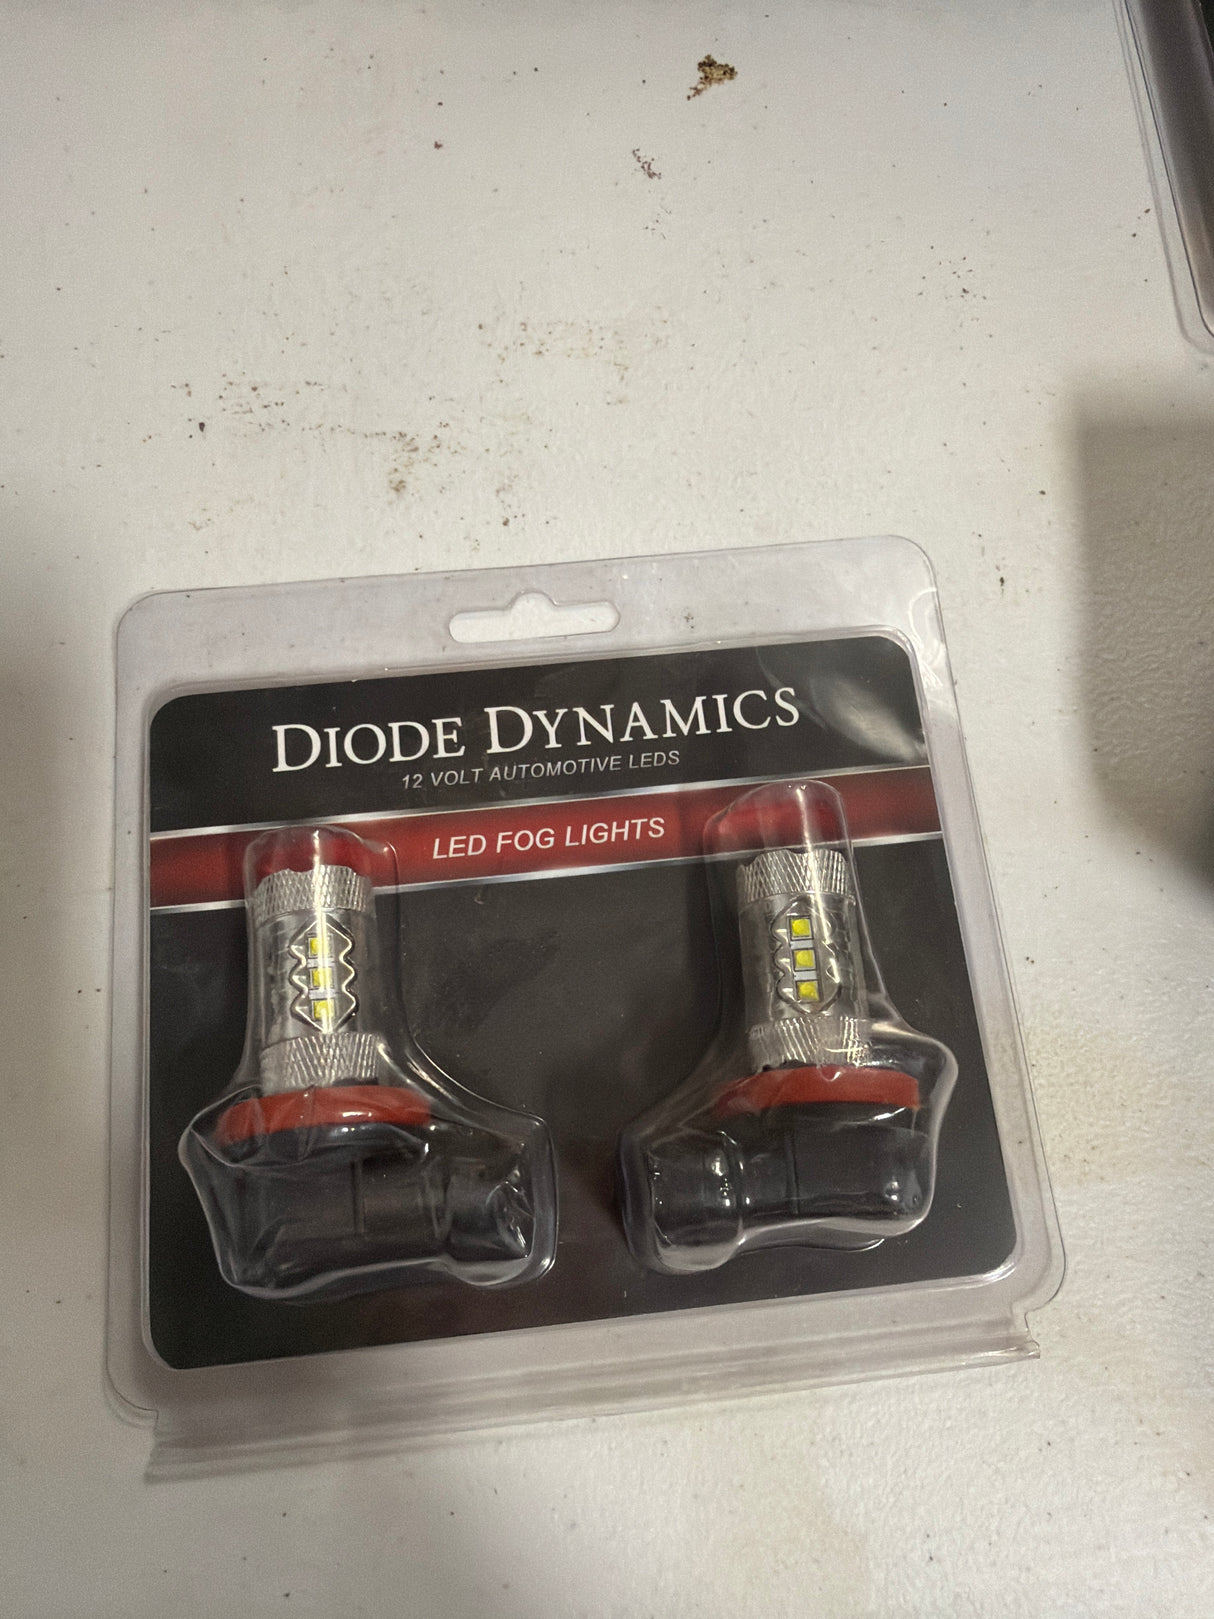 DIODE DYNAMICS
12 VOLT AUTOMOTIVE LEDS
LED FOG LIGHTS